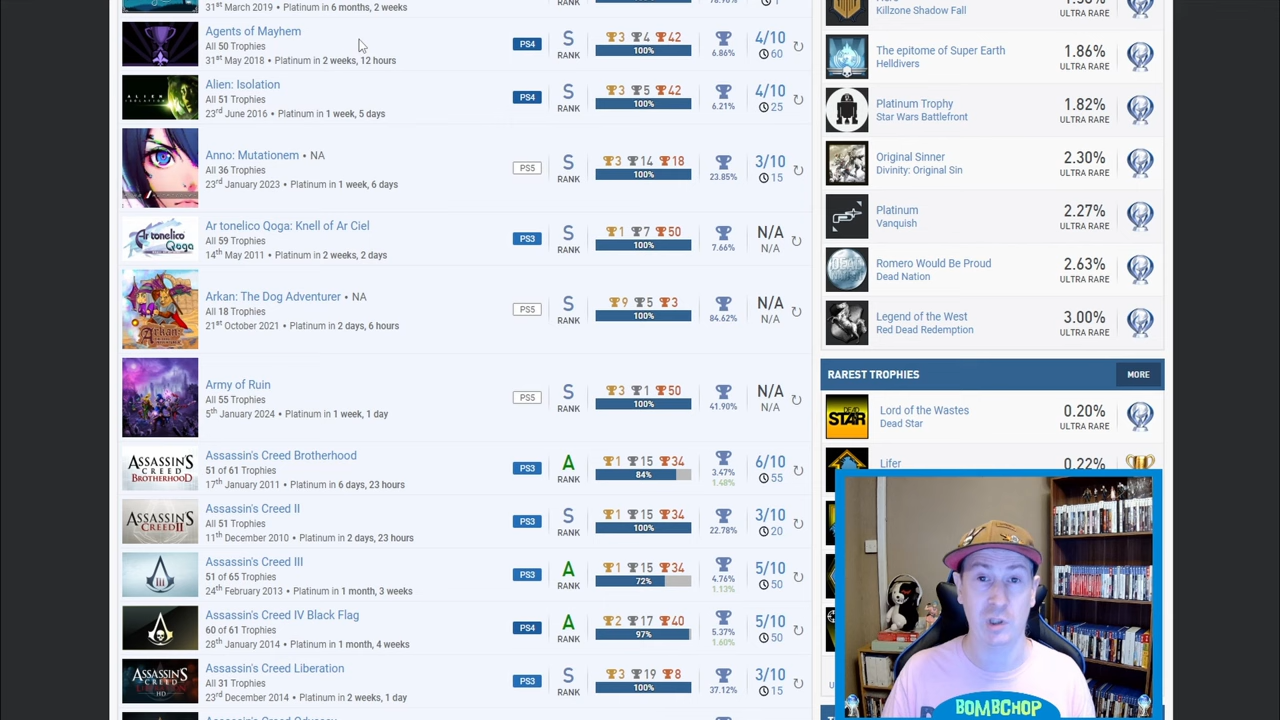 31st March 2019 • Platinum in 6 months, 2 weeks
Agents of Mayhem
All 50 Trophies
31st May 2018 • Platinum in 2 weeks, 12 hours
PS4
S
RANK
3 4 42
100%
6.86%
4/10
60
Alien: Isolation
All 51 Trophies
23rd June 2016 • Platinum in 1 week, 5 days
PS4
S
RANK
3 5 42
100%
6.21%
4/10
25
Anno: Mutationem • NA
All 36 Trophies
23rd January 2023 • Platinum in 1 week, 6 days
PS5
S
RANK
3 14 18
100%
23.85%
3/10
15
Ar tonelico Qoga
Ar tonelico Qoga: Knell of Ar Ciel
All 59 Trophies
14th May 2011 • Platinum in 2 weeks, 2 days
PS3
S
RANK
1 7 50
100%
7.66%
N/A
N/A
Arkan
Arkan: The Dog Adventurer • NA
All 18 Trophies
21st October 2021 • Platinum in 2 days, 6 hours
PS5
S
RANK
9 5 3
100%
84.62%
N/A
N/A
Army of Ruin
All 55 Trophies
5th January 2024 • Platinum in 1 week, 1 day
PS5
S
RANK
3 1 50
100%
41.90%
N/A
N/A
ASSASSIN'S
CREED
BROTHERHOOD
Assassin's Creed Brotherhood
51 of 61 Trophies
17th January 2011 • Platinum in 6 days, 23 hours
PS3
A
RANK
1 15 34
84%
3.47%
1.48%
6/10
55
ASSASSIN'S
CREED II
Assassin's Creed II
All 51 Trophies
11th December 2010 • Platinum in 2 days, 23 hours
PS3
S
RANK
1 15 34
100%
22.78%
3/10
20
Assassin's Creed III
51 of 65 Trophies
24th February 2013 • Platinum in 1 month, 3 weeks
PS3
A
RANK
1 15 34
72%
4.76%
1.13%
5/10
50
Assassin's Creed IV Black Flag
60 of 61 Trophies
28th January 2014 • Platinum in 1 month, 4 weeks
PS4
A
RANK
2 17 40
97%
5.37%
1.60%
5/10
50
ASSASSIN'S
CREED
Assassin's Creed Liberation
All 31 Trophies
23rd December 2014 • Platinum in 2 weeks, 1 day
PS3
S
RANK
3 19 8
100%
37.12%
3/10
15
Killzone Shadow Fall
ULTRA RARE
The epitome of Super Earth
Helldivers
1.86%
ULTRA RARE
Platinum Trophy
Star Wars Battlefront
1.82%
ULTRA RARE
Original Sinner
Divinity: Original Sin
2.30%
ULTRA RARE
Platinum
Vanquish
2.27%
ULTRA RARE
Romero Would Be Proud
Dead Nation
2.63%
ULTRA RARE
Legend of the West
Red Dead Redemption
3.00%
ULTRA RARE
RAREST TROPHIES
MORE
DEAD
STAR
Lord of the Wastes
Dead Star
0.20%
ULTRA RARE
Lifer
BOMBCHOP